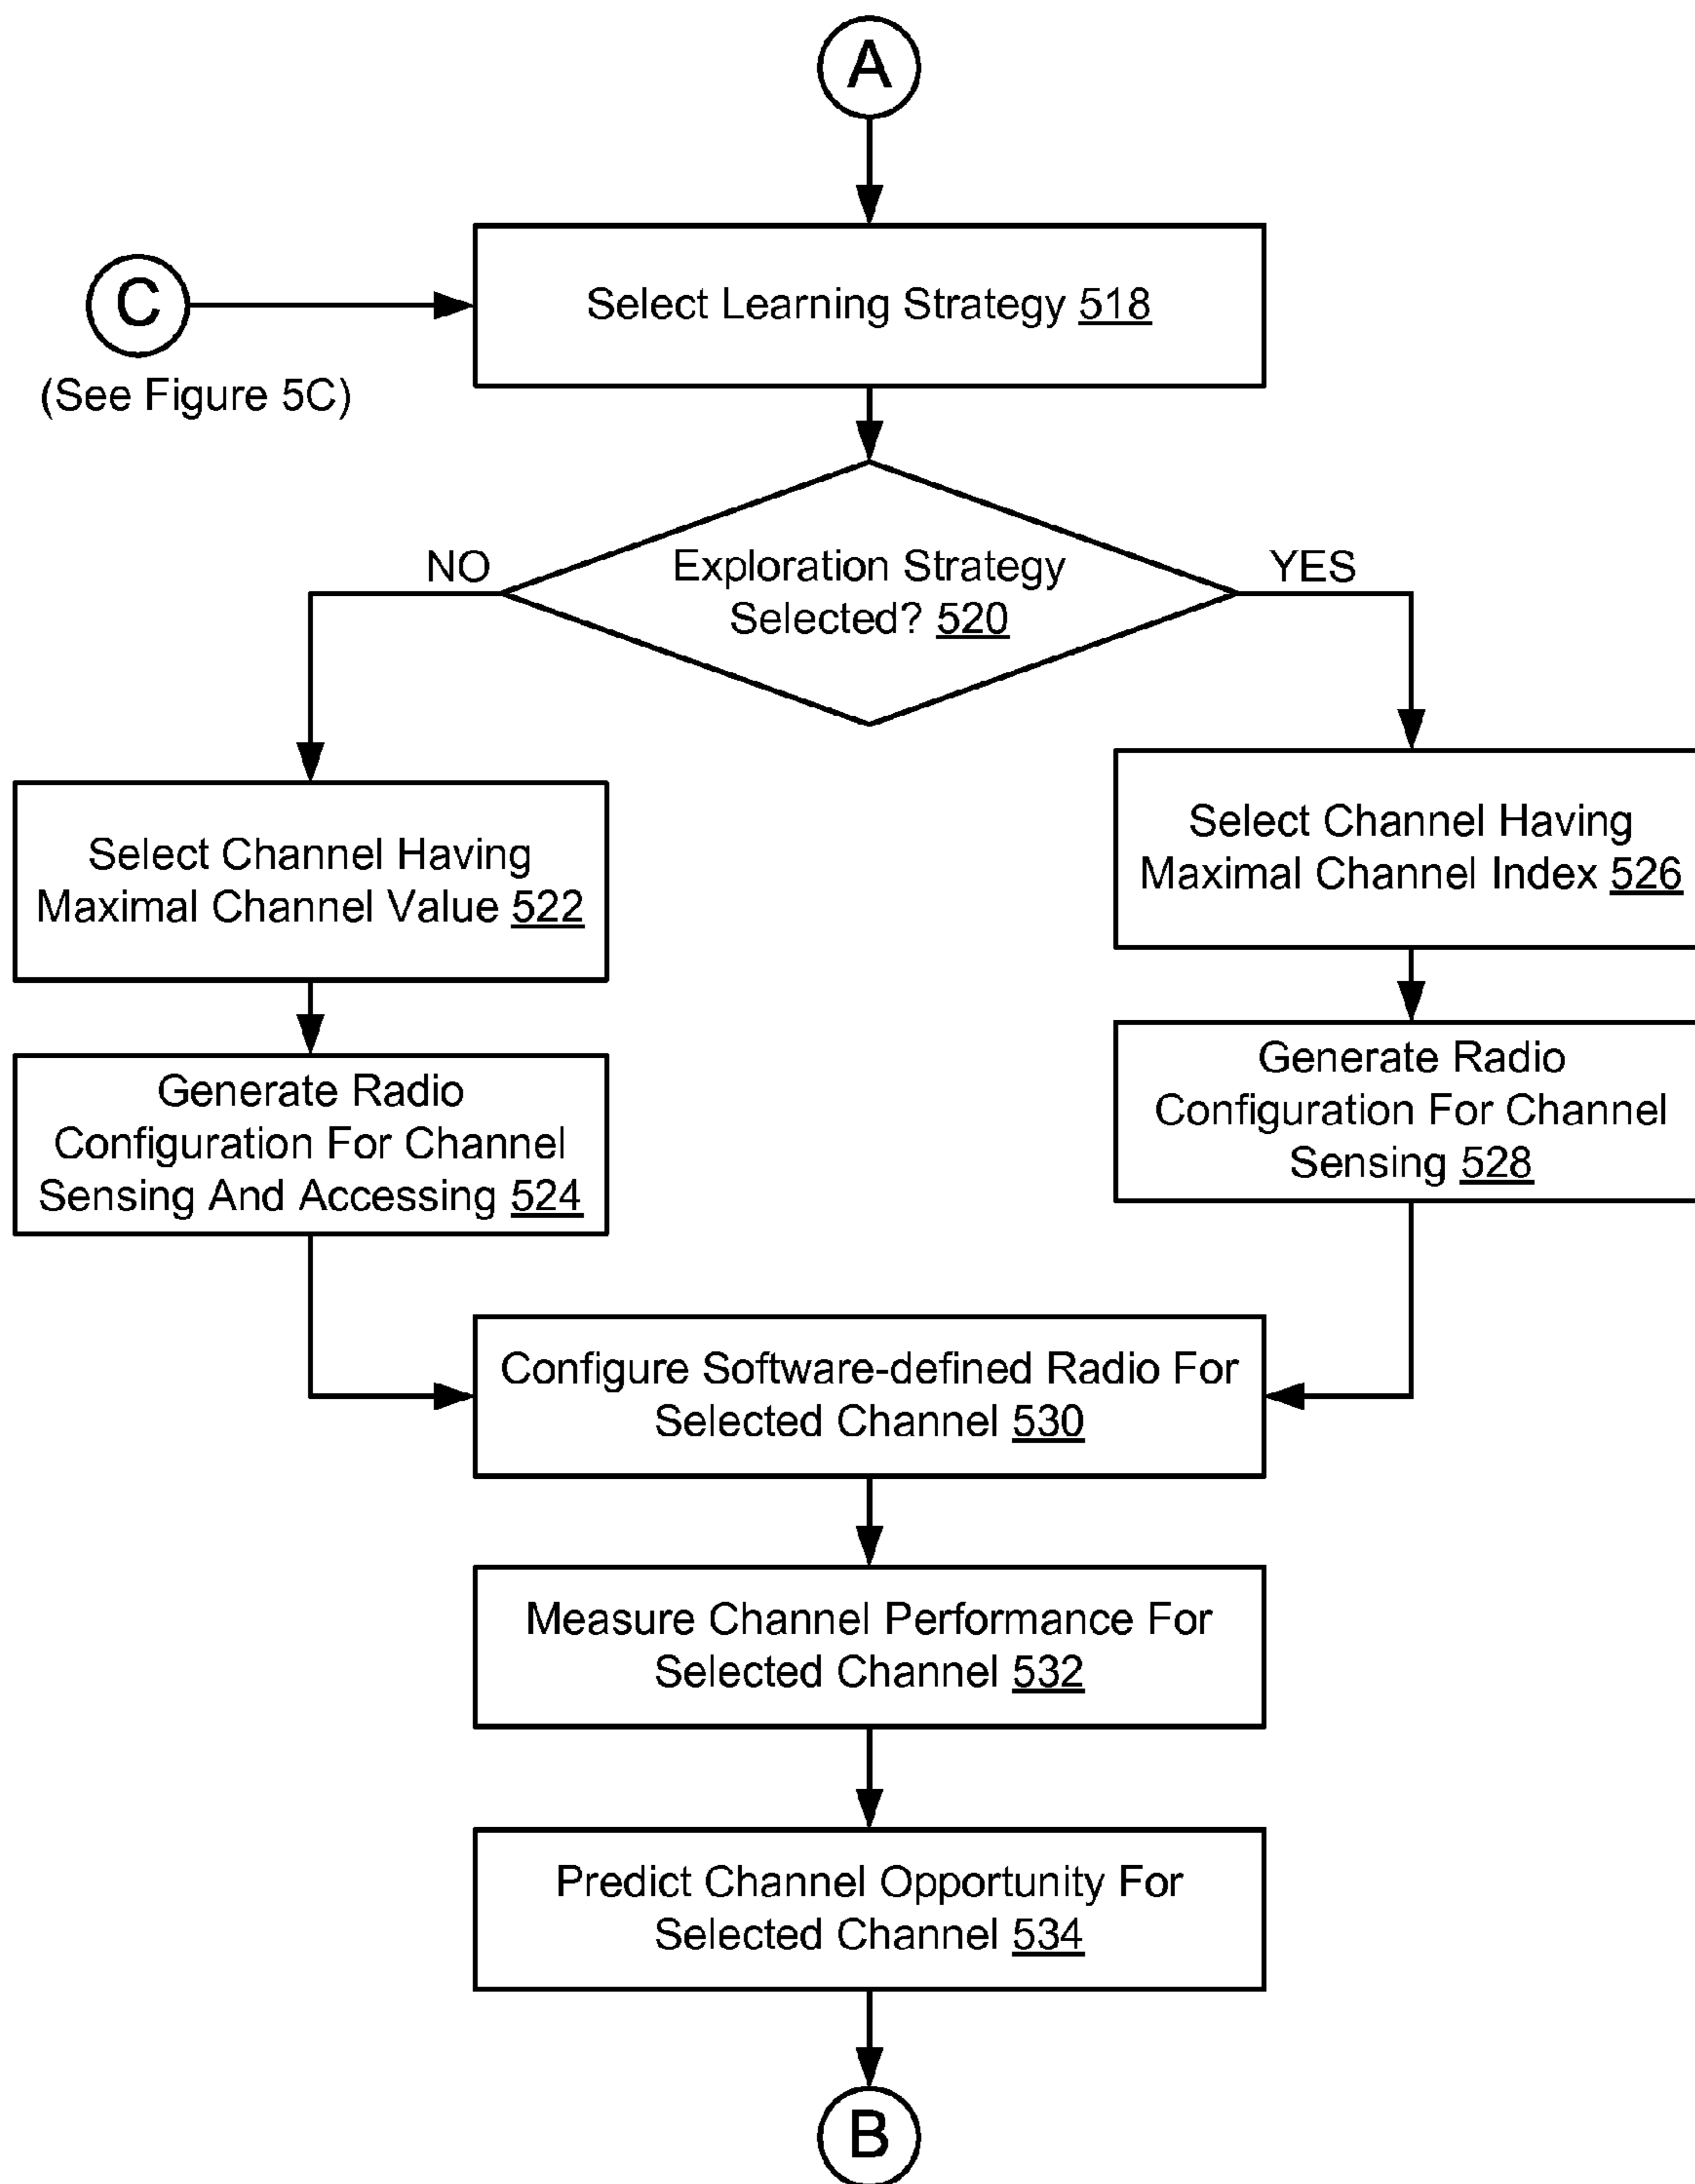 A
C
(See Figure 5C)
Select Learning Strategy 518
Exploration Strategy
Selected? 520
NO
YES
Select Channel Having
Maximal Channel Value 522
Select Channel Having
Maximal Channel Index 526
Generate Radio
Configuration For Channel
Sensing And Accessing 524
Generate Radio
Configuration For Channel
Sensing 528
Configure Software-defined Radio For
Selected Channel 530
Measure Channel Performance For
Selected Channel 532
Predict Channel Opportunity For
Selected Channel 534
B